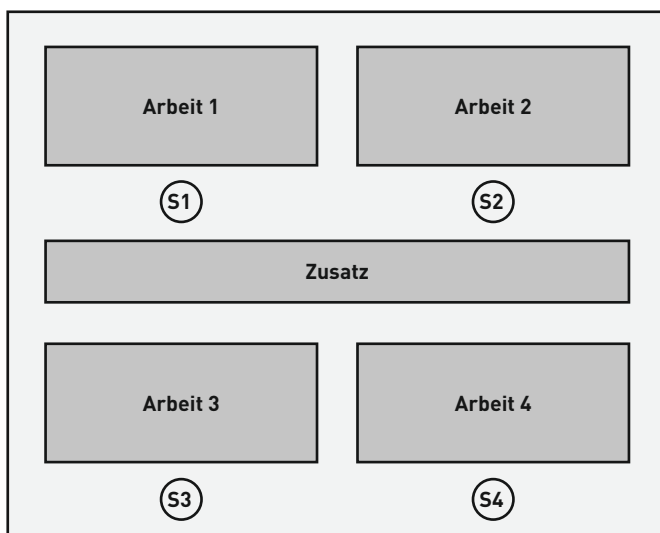 Arbeit 1
Arbeit 2
S1
S2
Zusatz
Arbeit 3
Arbeit 4
S3
S4